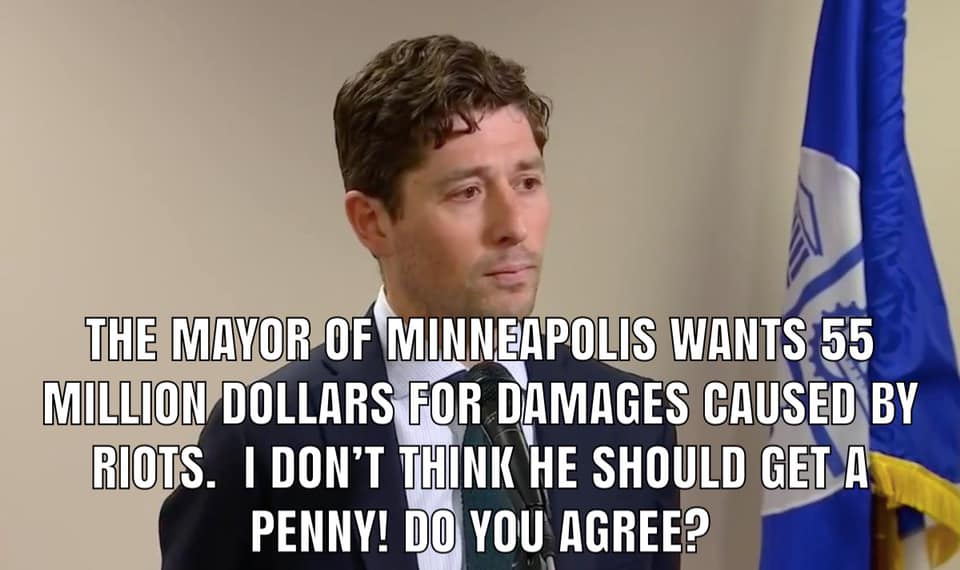 THE MAYOR OF MINNEAPOLIS WANTS 55
MILLION DOLLARS FOR DAMAGES CAUSED BY
RIOTS.  I DON’T THINK HE SHOULD GET A
PENNY! DO YOU AGREE?